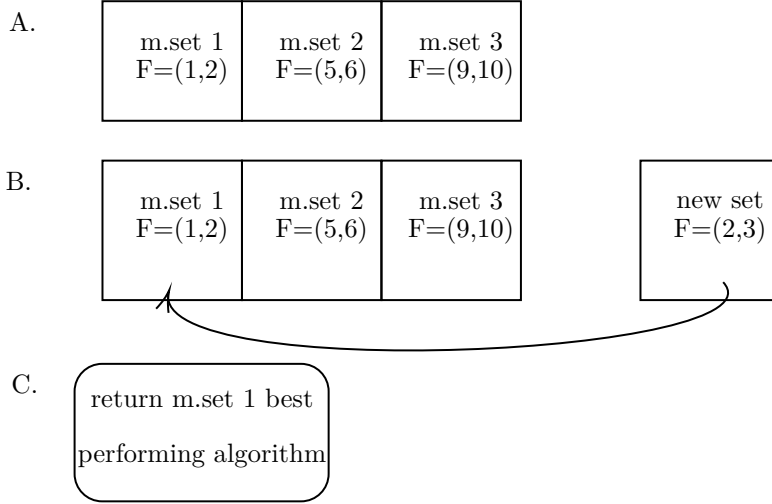 A.
m.set 1
F=(1,2)
m.set 2
F=(5,6)
m.set 3
F=(9,10)
B.
m.set 1
F=(1,2)
m.set 2
F=(5,6)
m.set 3
F=(9,10)
new set
F=(2,3)
C.
return m.set 1 best
performing algorithm